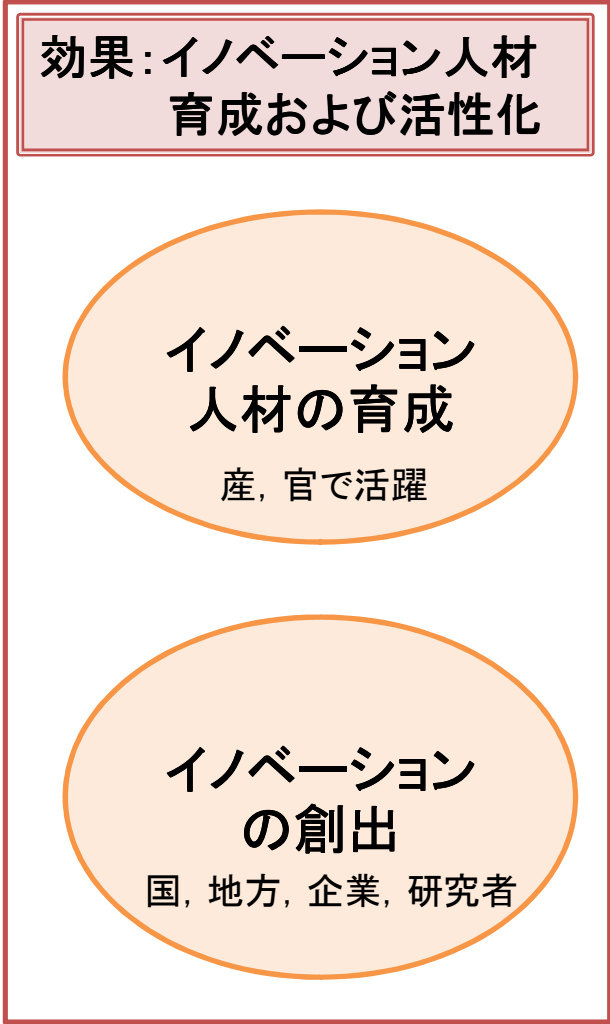 効果：イノベーション人材
育成および活性化
イノベーション
人材の育成
産，官で活躍
イノベーション
の創出
国，地方，企業，研究者